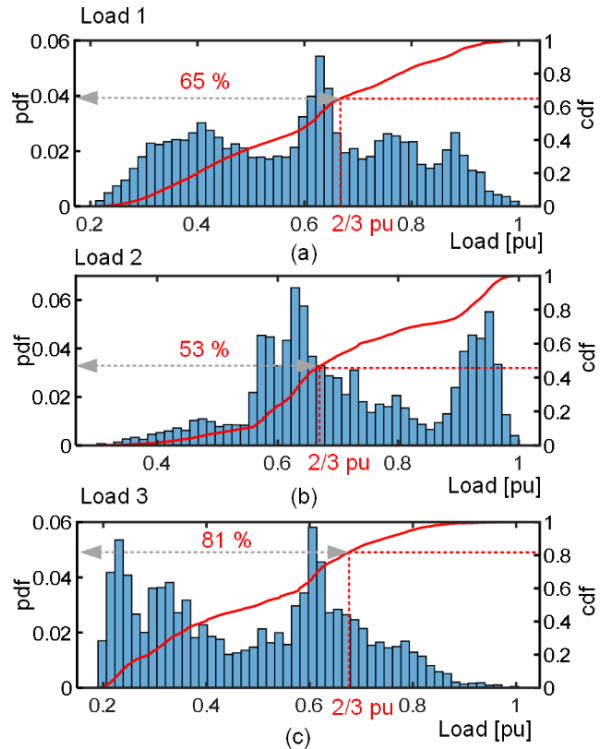 Load 1
0.06
0.04
0.02
0
pdf
65 %
1
0.8
0.6
0.4
0.2
0
cdf
0.2 0.4 0.6 0.8 1
2/3 pu
Load [pu]
(a)
Load 2
0.06
0.04
0.02
0
pdf
53 %
1
0.8
0.6
0.4
0.2
0
cdf
0.4 0.6 0.8 1
2/3 pu
Load [pu]
(b)
Load 3
0.06
0.04
0.02
0
pdf
81 %
1
0.8
0.6
0.4
0.2
0
cdf
0.2 0.4 0.6 0.8 1
2/3 pu
Load [pu]
(c)